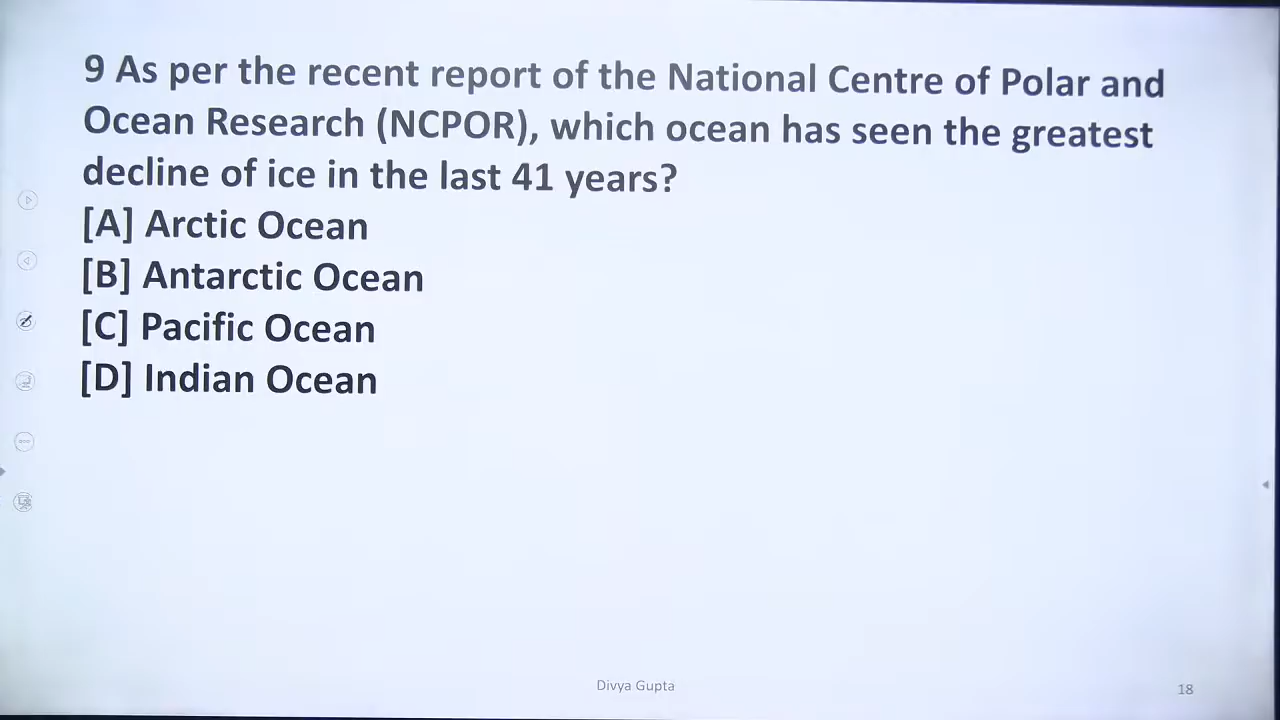 9 As per the recent report of the National Centre of Polar and
Ocean Research (NCPOR), which ocean has seen the greatest
decline of ice in the last 41 years?
[A] Arctic Ocean
[B] Antarctic Ocean
[C] Pacific Ocean
[D] Indian Ocean
Divya Gupta
18